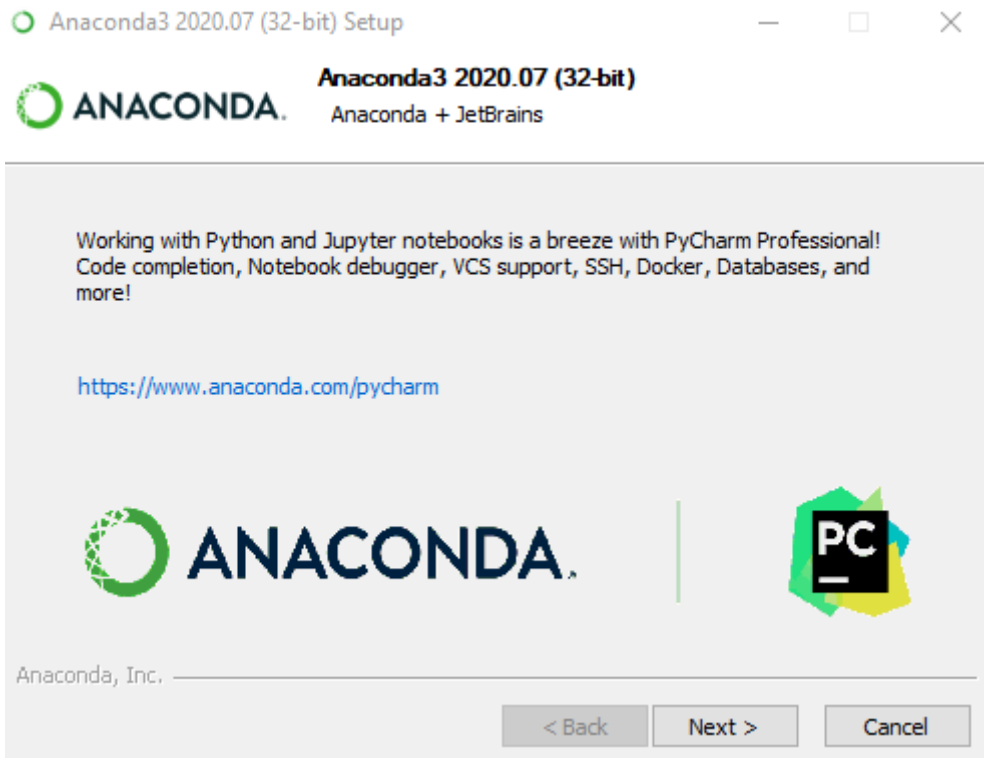 Anaconda3 2020.07 (32-bit) Setup
ANACONDA.
Anaconda3 2020.07 (32-bit)
Anaconda + JetBrains
Working with Python and Jupyter notebooks is a breeze with PyCharm Professional!
Code completion, Notebook debugger, VCS support, SSH, Docker, Databases, and
more!
https://www.anaconda.com/pycharm
ANACONDA.
PC
Anaconda, Inc.
< Back Next > Cancel